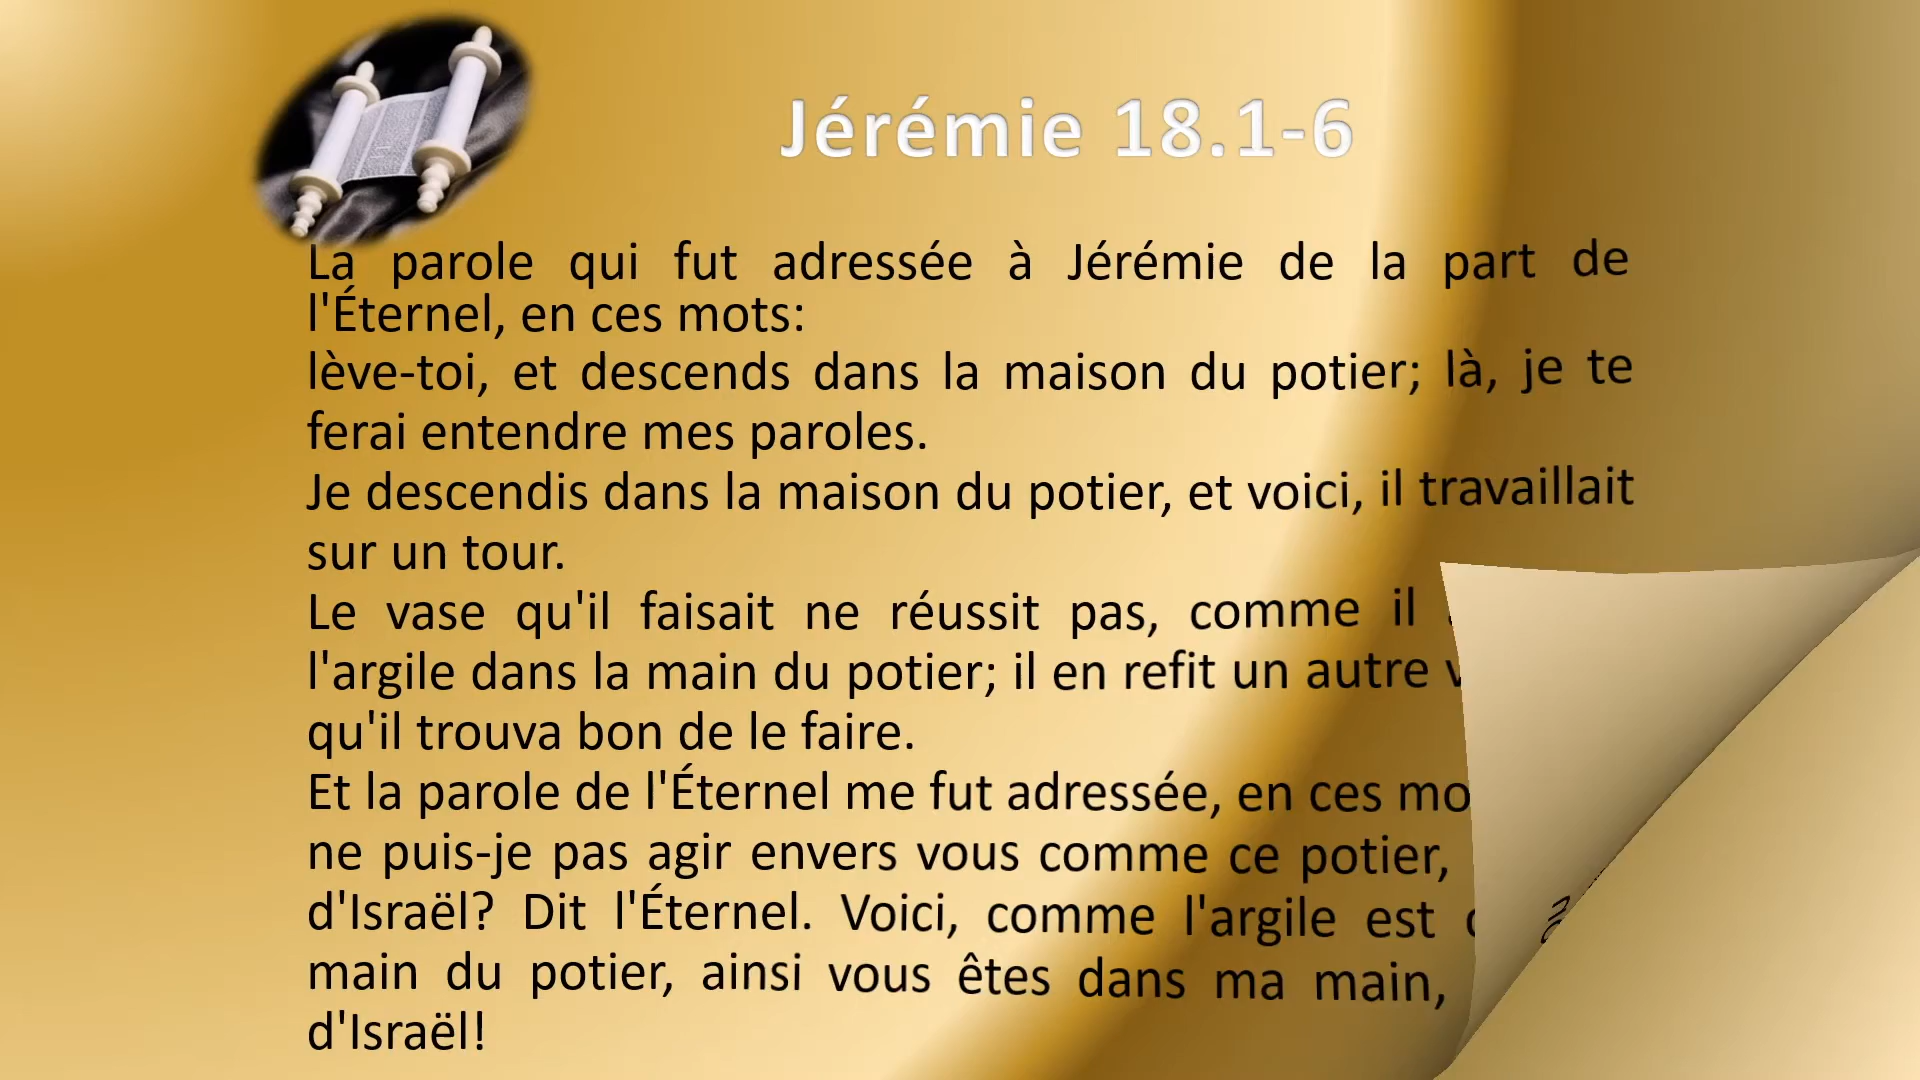 Jérémie 18.1-6
La parole qui fut adressée à Jérémie de la part de
l'Éternel, en ces mots:
lève-toi, et descends dans la maison du potier; là, je te
ferai entendre mes paroles.
Je descendis dans la maison du potier, et voici, il travaillait
sur un tour.
Le vase qu'il faisait ne réussit pas, comme il
l'argile dans la main du potier; il en refit un autre
qu'il trouva bon de le faire.
Et la parole de l'Éternel me fut adressée, en ces
ne puis-je pas agir envers vous comme ce potier,
d'Israël? Dit l'Éternel. Voici, comme l'argile est
main du potier, ainsi vous êtes dans ma main,
d'Israël!